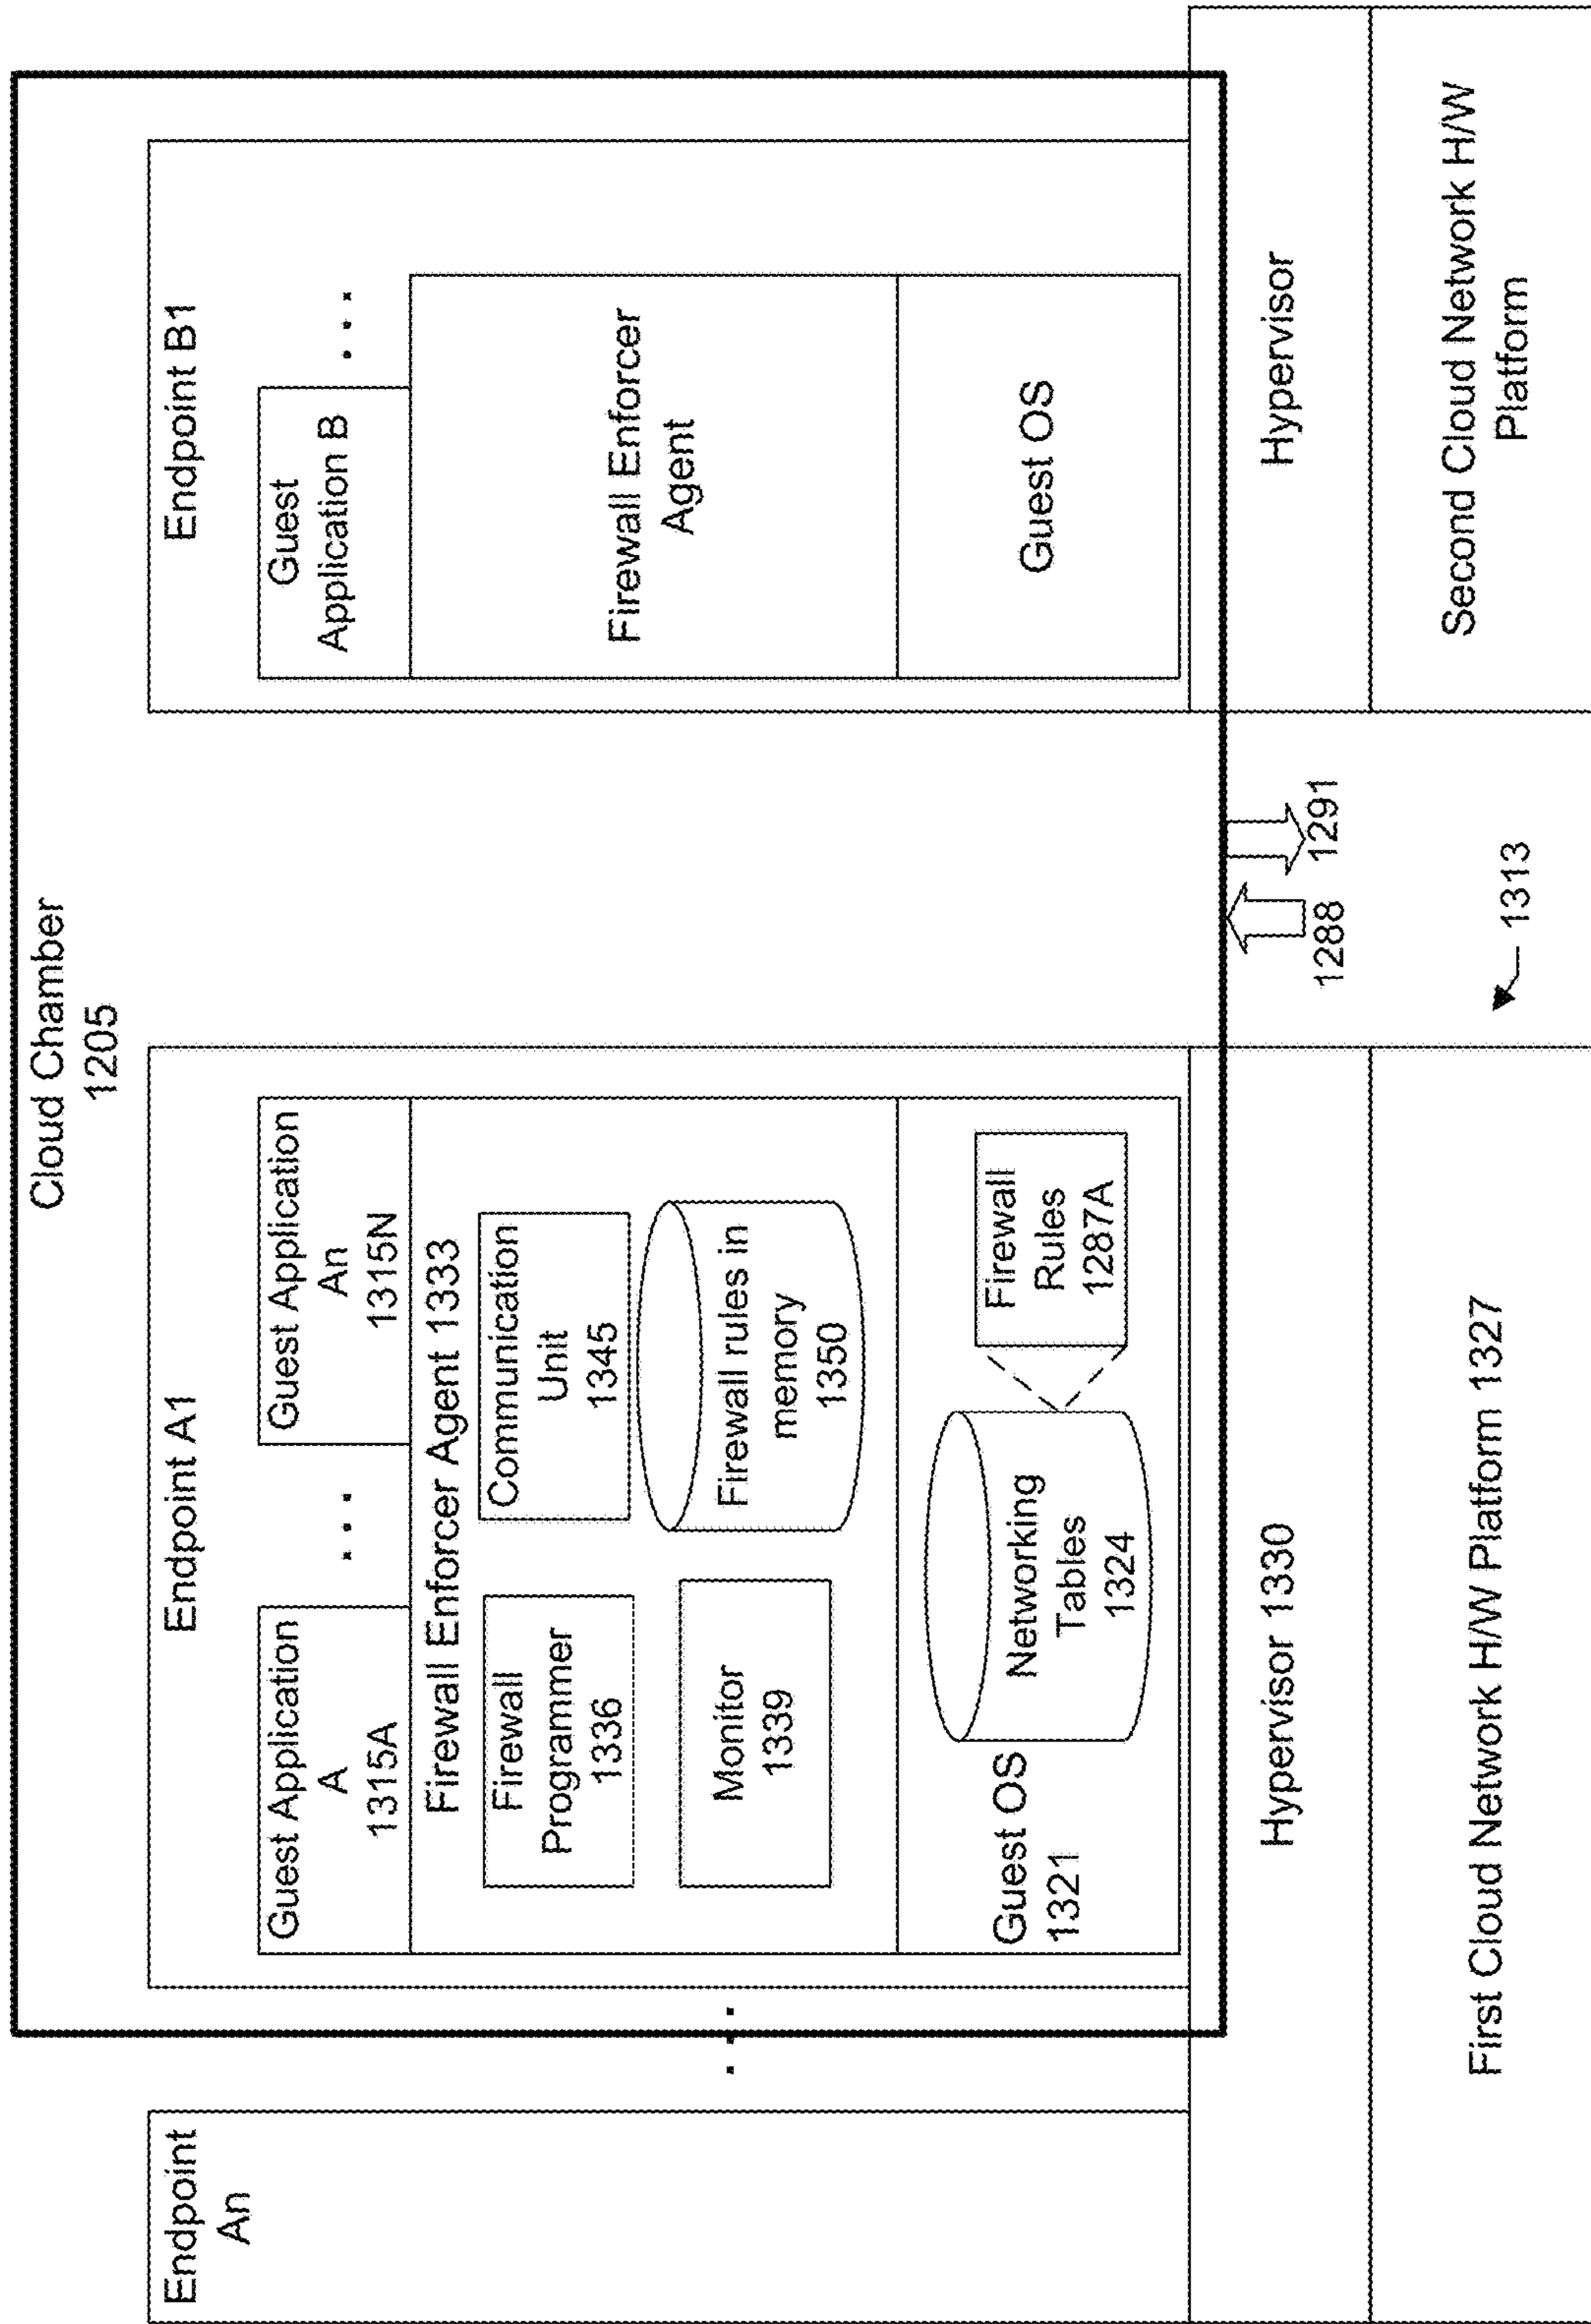 Cloud Chamber
1205
Endpoint
An
. . .
Endpoint A1
Guest Application
A
1315A
. . .
Guest Application
An
1315N
Firewall Enforcer Agent 1333
Firewall
Programmer
1336
Communication
Unit
1345
Monitor
1339
Firewall rules in
memory
1350
Guest OS
1321
Networking
Tables
1324
Firewall
Rules
1287A
Endpoint B1
Guest
Application B
. . .
Firewall Enforcer
Agent
Guest OS
Hypervisor 1330
First Cloud Network H/W Platform 1327
1288
1291
1313
Hypervisor
Second Cloud Network H/W
Platform